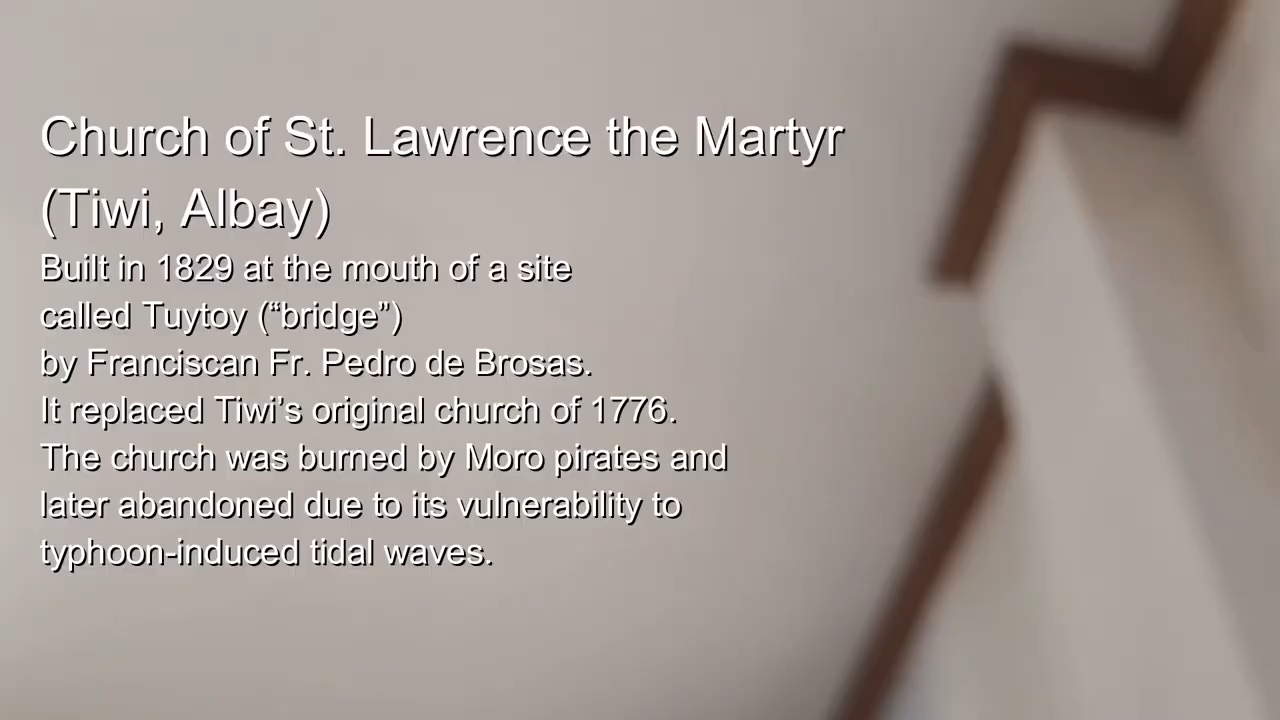 Church of St. Lawrence the Martyr
(Tiwi, Albay)
Built in 1829 at the mouth of a site
called Tuytoy (“bridge”)
by Franciscan Fr. Pedro de Brosas.
It replaced Tiwi’s original church of 1776.
The church was burned by Moro pirates and
later abandoned due to its vulnerability to
typhoon-induced tidal waves.